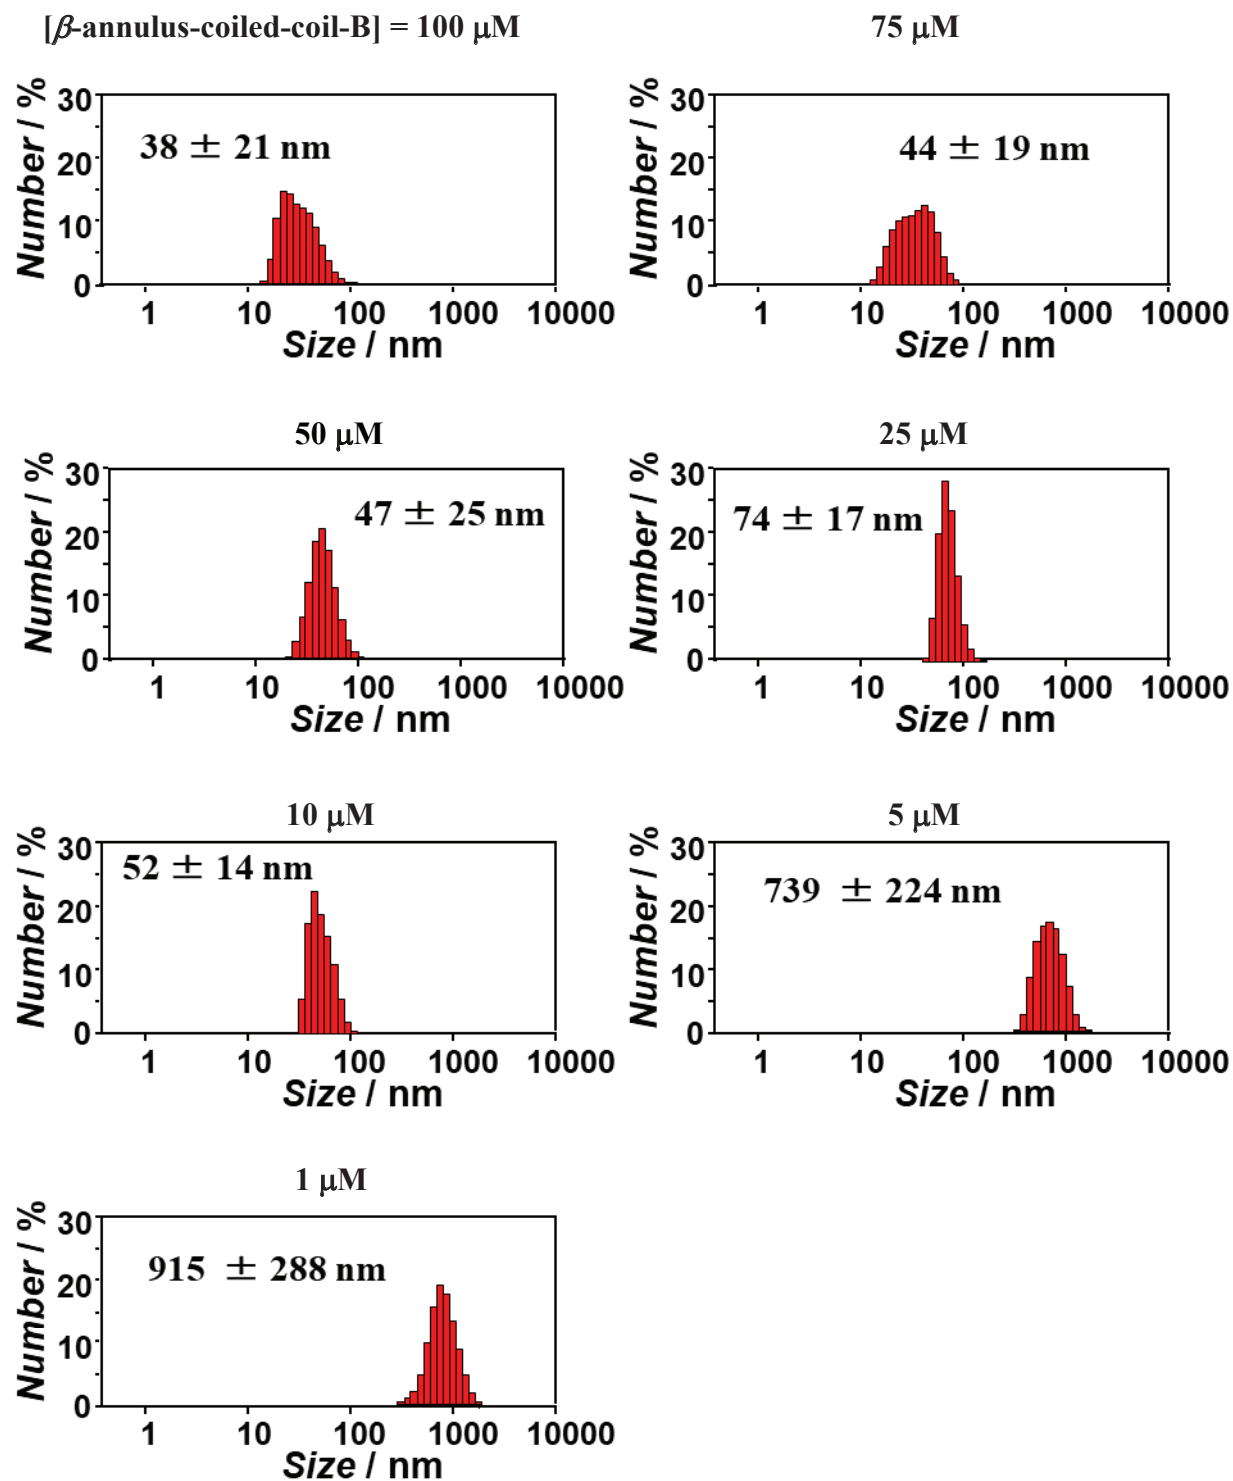 [β-annulus-coiled-coil-B] = 100 μM
Number / %
30
20
10
0
38 ± 21 nm
1 10 100 1000 10000
Size / nm
75 μM
Number / %
30
20
10
0
44 ± 19 nm
1 10 100 1000 10000
Size / nm
50 μM
Number / %
30
20
10
0
47 ± 25 nm
1 10 100 1000 10000
Size / nm
25 μM
Number / %
30
20
10
0
74 ± 17 nm
1 10 100 1000 10000
Size / nm
10 μM
Number / %
30
20
10
0
52 ± 14 nm
1 10 100 1000 10000
Size / nm
5 μM
Number / %
30
20
10
0
739 ± 224 nm
1 10 100 1000 10000
Size / nm
1 μM
Number / %
30
20
10
0
915 ± 288 nm
1 10 100 1000 10000
Size / nm